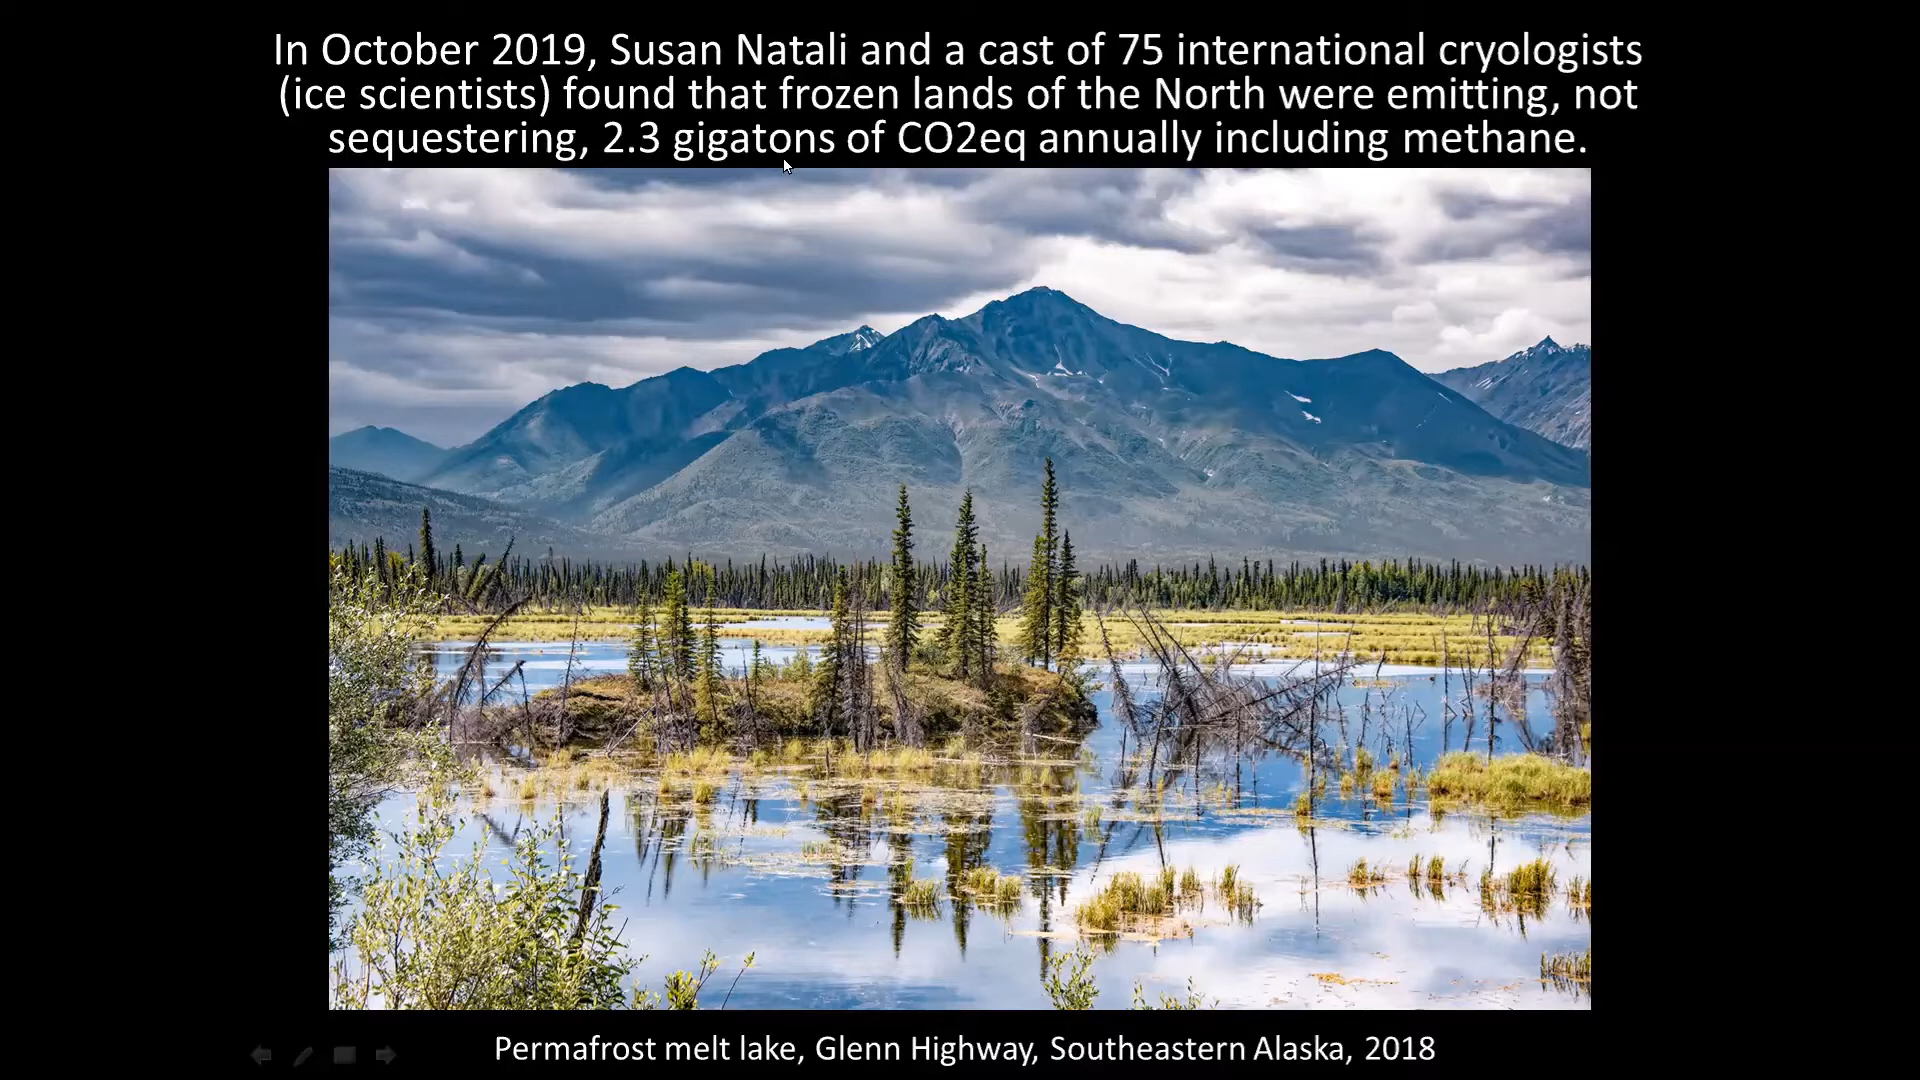 In October 2019, Susan Natali and a cast of 75 international cryologists
(ice scientists) found that frozen lands of the North were emitting, not
sequestering, 2.3 gigatons of CO2eq annually including methane.
Permafrost melt lake, Glenn Highway, Southeastern Alaska, 2018